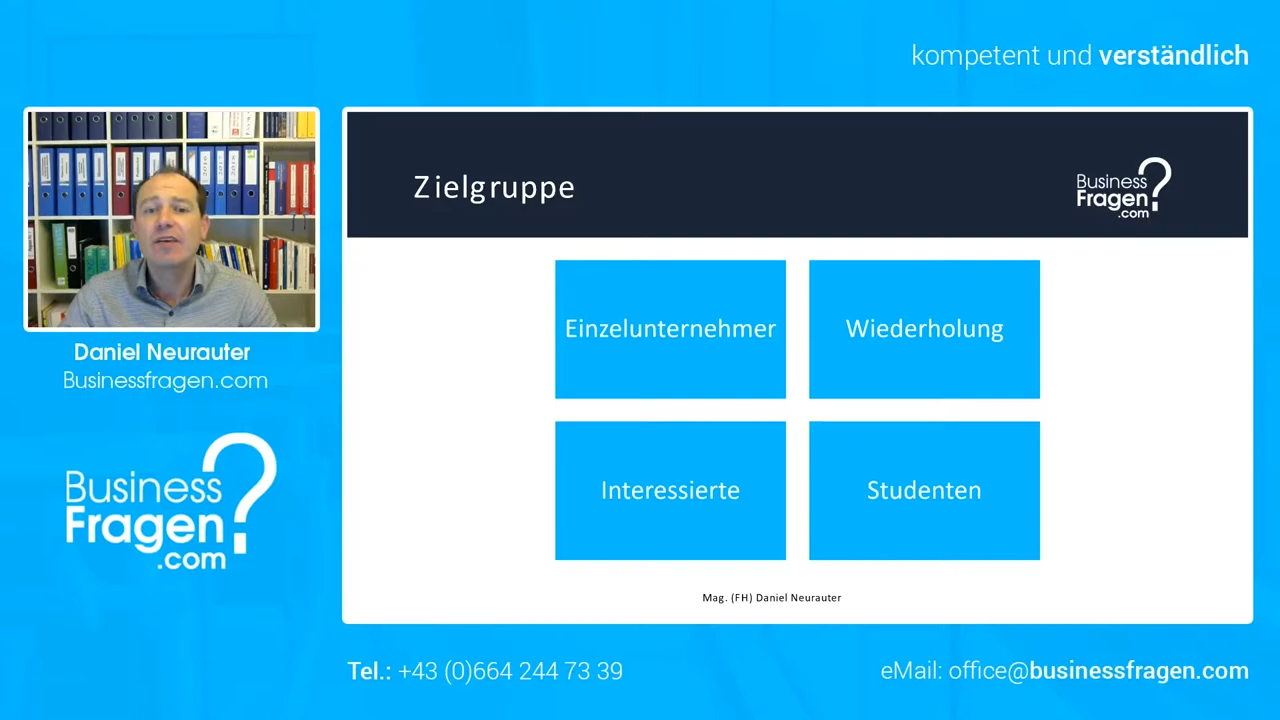 kompetent und verständlich
Daniel Neurauter
Businessfragen.com
Business
Fragen
.com
?
Zielgruppe
Business
Fragen
.com
?
Einzelunternehmer
Wiederholung
Interessierte
Studenten
Mag. (FH) Daniel Neurauter
Tel.: +43 (0)664 244 73 39
eMail: office@businessfragen.com